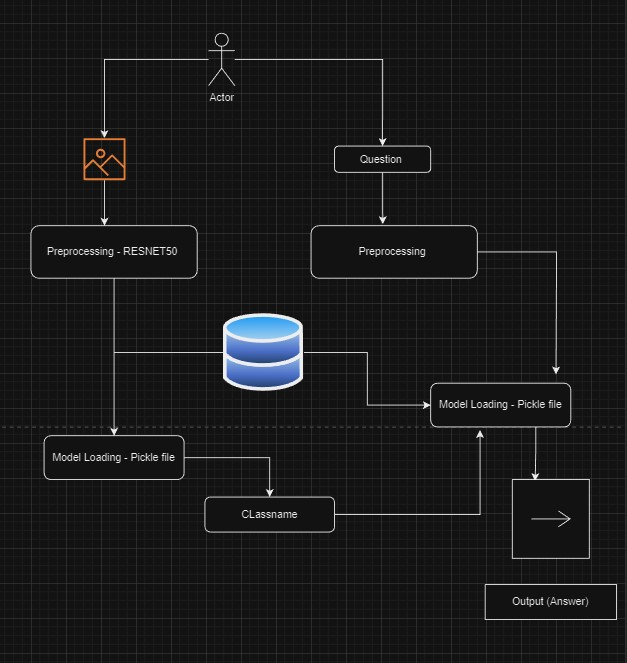 Actor
Question
Preprocessing - RESNET50
Preprocessing
Model Loading - Pickle file
Model Loading - Pickle file
CLassname
Output (Answer)